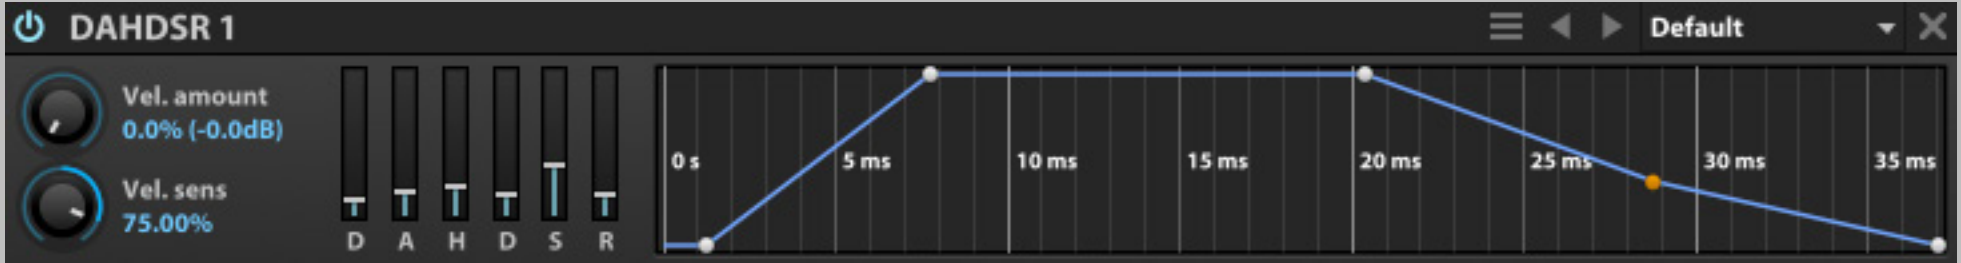 DAHDSR 1
Default
Vel. amount
0.0% (-0.0dB)
Vel. sens
75.00%
D A H D S R
0 s 5 ms 10 ms 15 ms 20 ms 25 ms 30 ms 35 ms